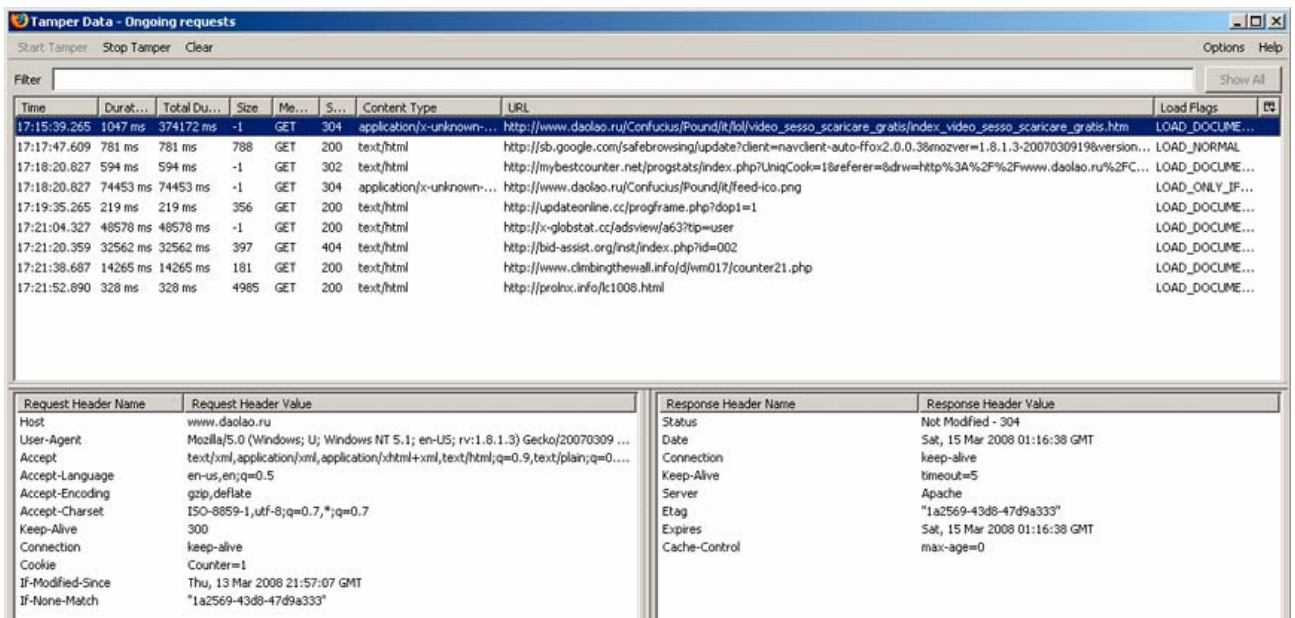 Tamper Data - Ongoing requests
Start Tamper Stop Tamper Clear Options Help
Filter Show All
Time Durat... Total Du... Size Me... S... Content Type URL Load Flags
17:15:39.265 1047 ms 374172 ms -1 GET 304 application/x-unknown-... http://www.daolao.ru/Confucius/Pound/it/lol/video_sesso_scaricare_gratis/index_video_sesso_scaricare_gratis.htm LOAD_DOCUME...
17:17:47.609 781 ms 781 ms 788 GET 200 text/html http://sb.google.com/safebrowsing/update?client=navclient-auto-ffox2.0.0.3&mozver=1.8.1.3-2007030919&version... LOAD_NORMAL
17:18:20.827 594 ms 594 ms -1 GET 302 text/html http://mybestcounter.net/progstats/index.php?UniqCook=1&referer=&drw=http%3A%2F%2Fwww.daolao.ru%2FC... LOAD_DOCUME...
17:18:20.827 74453 ms 74453 ms -1 GET 304 application/x-unknown-... http://www.daolao.ru/Confucius/Pound/it/feed-ico.png LOAD_ONLY_IF...
17:19:35.265 219 ms 219 ms 356 GET 200 text/html http://updateonline.cc/progframe.php?dop1=1 LOAD_DOCUME...
17:21:04.327 48578 ms 48578 ms -1 GET 200 text/html http://x-globstat.cc/adsview/a63?tip=user LOAD_DOCUME...
17:21:20.359 32562 ms 32562 ms 397 GET 404 text/html http://bid-assist.org/inst/index.php?id=002 LOAD_DOCUME...
17:21:38.687 14265 ms 14265 ms 181 GET 200 text/html http://www.climbingthewall.info/d/wm017/counter21.php LOAD_DOCUME...
17:21:52.890 328 ms 328 ms 4985 GET 200 text/html http://prolnx.info/lc1008.html LOAD_DOCUME...
Request Header Name Request Header Value
Host www.daolao.ru
User-Agent Mozilla/5.0 (Windows; U; Windows NT 5.1; en-US; rv:1.8.1.3) Gecko/20070309 ...
Accept text/xml,application/xml,application/xhtml+xml,text/html;q=0.9,text/plain;q=0....
Accept-Language en-us,en;q=0.5
Accept-Encoding gzip,deflate
Accept-Charset ISO-8859-1,utf-8;q=0.7,*;q=0.7
Keep-Alive 300
Connection keep-alive
Cookie Counter=1
If-Modified-Since Thu, 13 Mar 2008 21:57:07 GMT
If-None-Match "1a2569-43d8-47d9a333"
Response Header Name Response Header Value
Status Not Modified - 304
Date Sat, 15 Mar 2008 01:16:38 GMT
Connection keep-alive
Keep-Alive timeout=5
Server Apache
Etag "1a2569-43d8-47d9a333"
Expires Sat, 15 Mar 2008 01:16:38 GMT
Cache-Control max-age=0